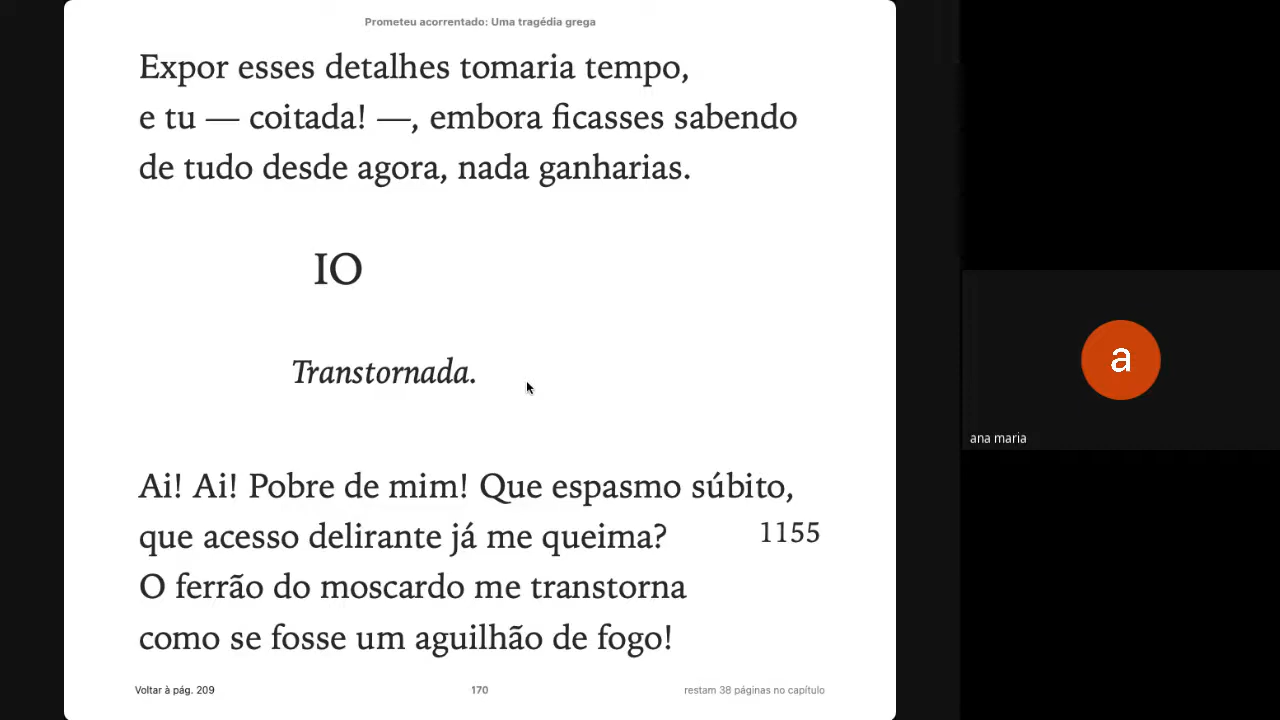 Prometeu acorrentado: Uma tragédia grega
Expor esses detalhes tomaria tempo,
e tu — coitada! —, embora ficasses sabendo
de tudo desde agora, nada ganharias.
IO
Transtornada.
Ai! Ai! Pobre de mim! Que espasmo súbito,
que acesso delirante já me queima? 1155
O ferrão do moscardo me transtorna
como se fosse um aguilhão de fogo!
Voltar à pág. 209 170 restam 38 páginas no capítulo
a
ana maria